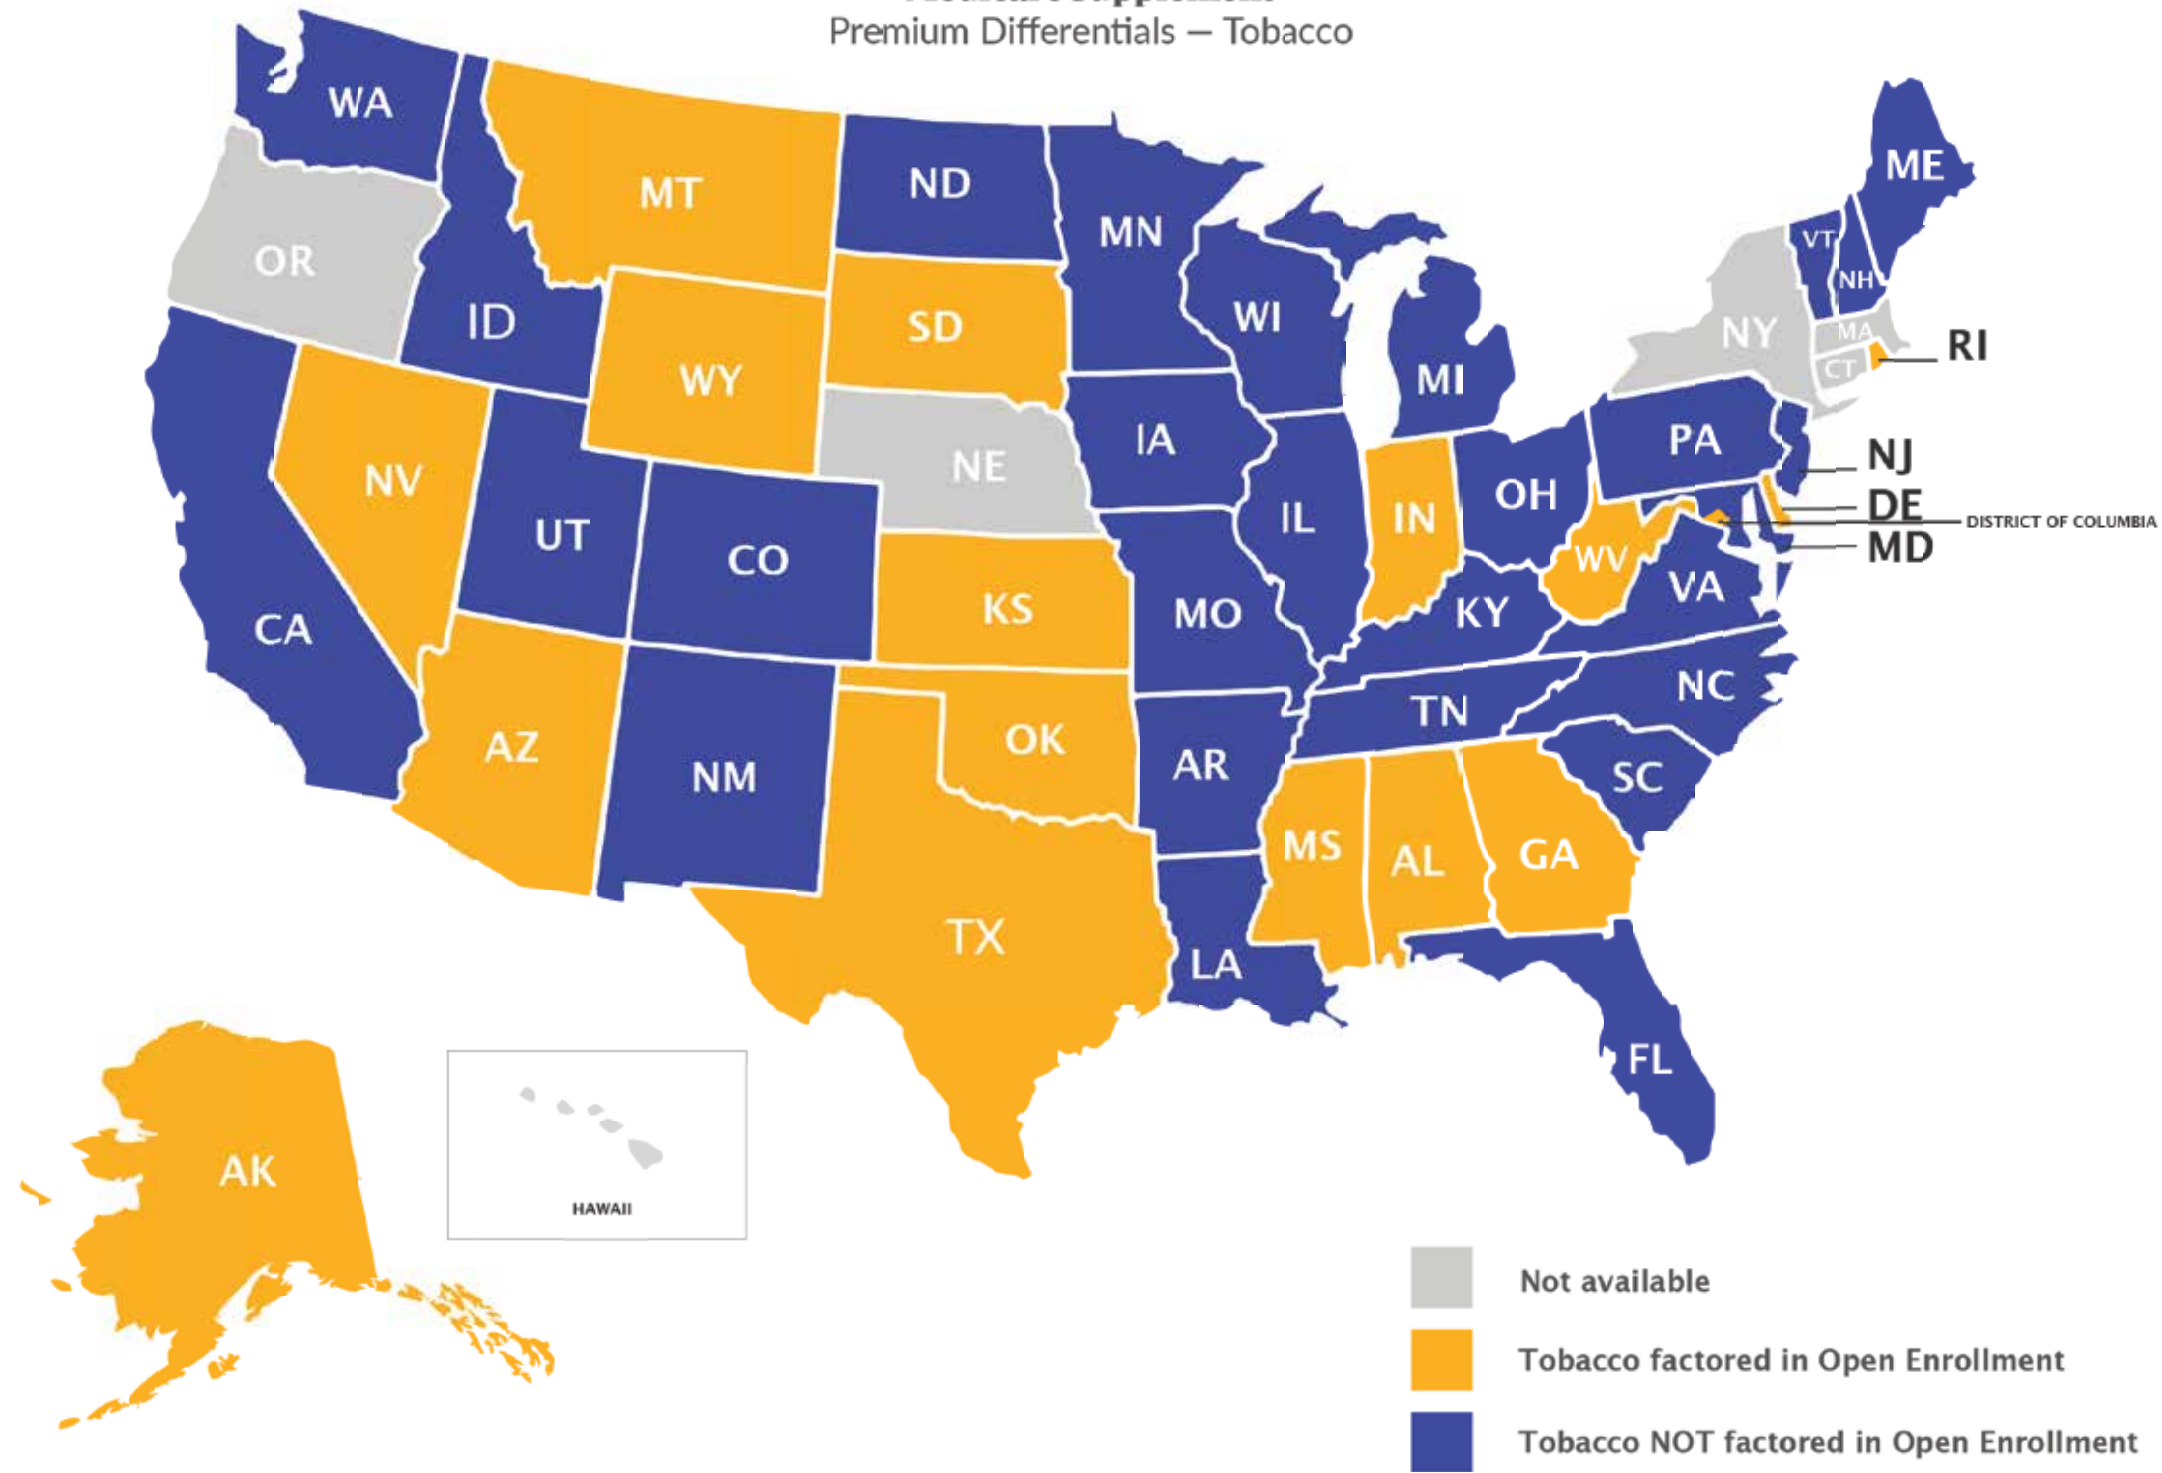 Premium Differentials — Tobacco
WA
MT
ND
MN
ME
OR
ID
SD
WI
MI
VT
NH
NY
MA
CT
RI
WY
NV
UT
CO
NE
IA
IL
IN
OH
PA
NJ
DE
DISTRICT OF COLUMBIA
MD
WV
VA
CA
KS
MO
KY
NC
TN
AZ
NM
OK
AR
SC
MS
AL
GA
TX
LA
FL
AK
HAWAII
Not available
Tobacco factored in Open Enrollment
Tobacco NOT factored in Open Enrollment